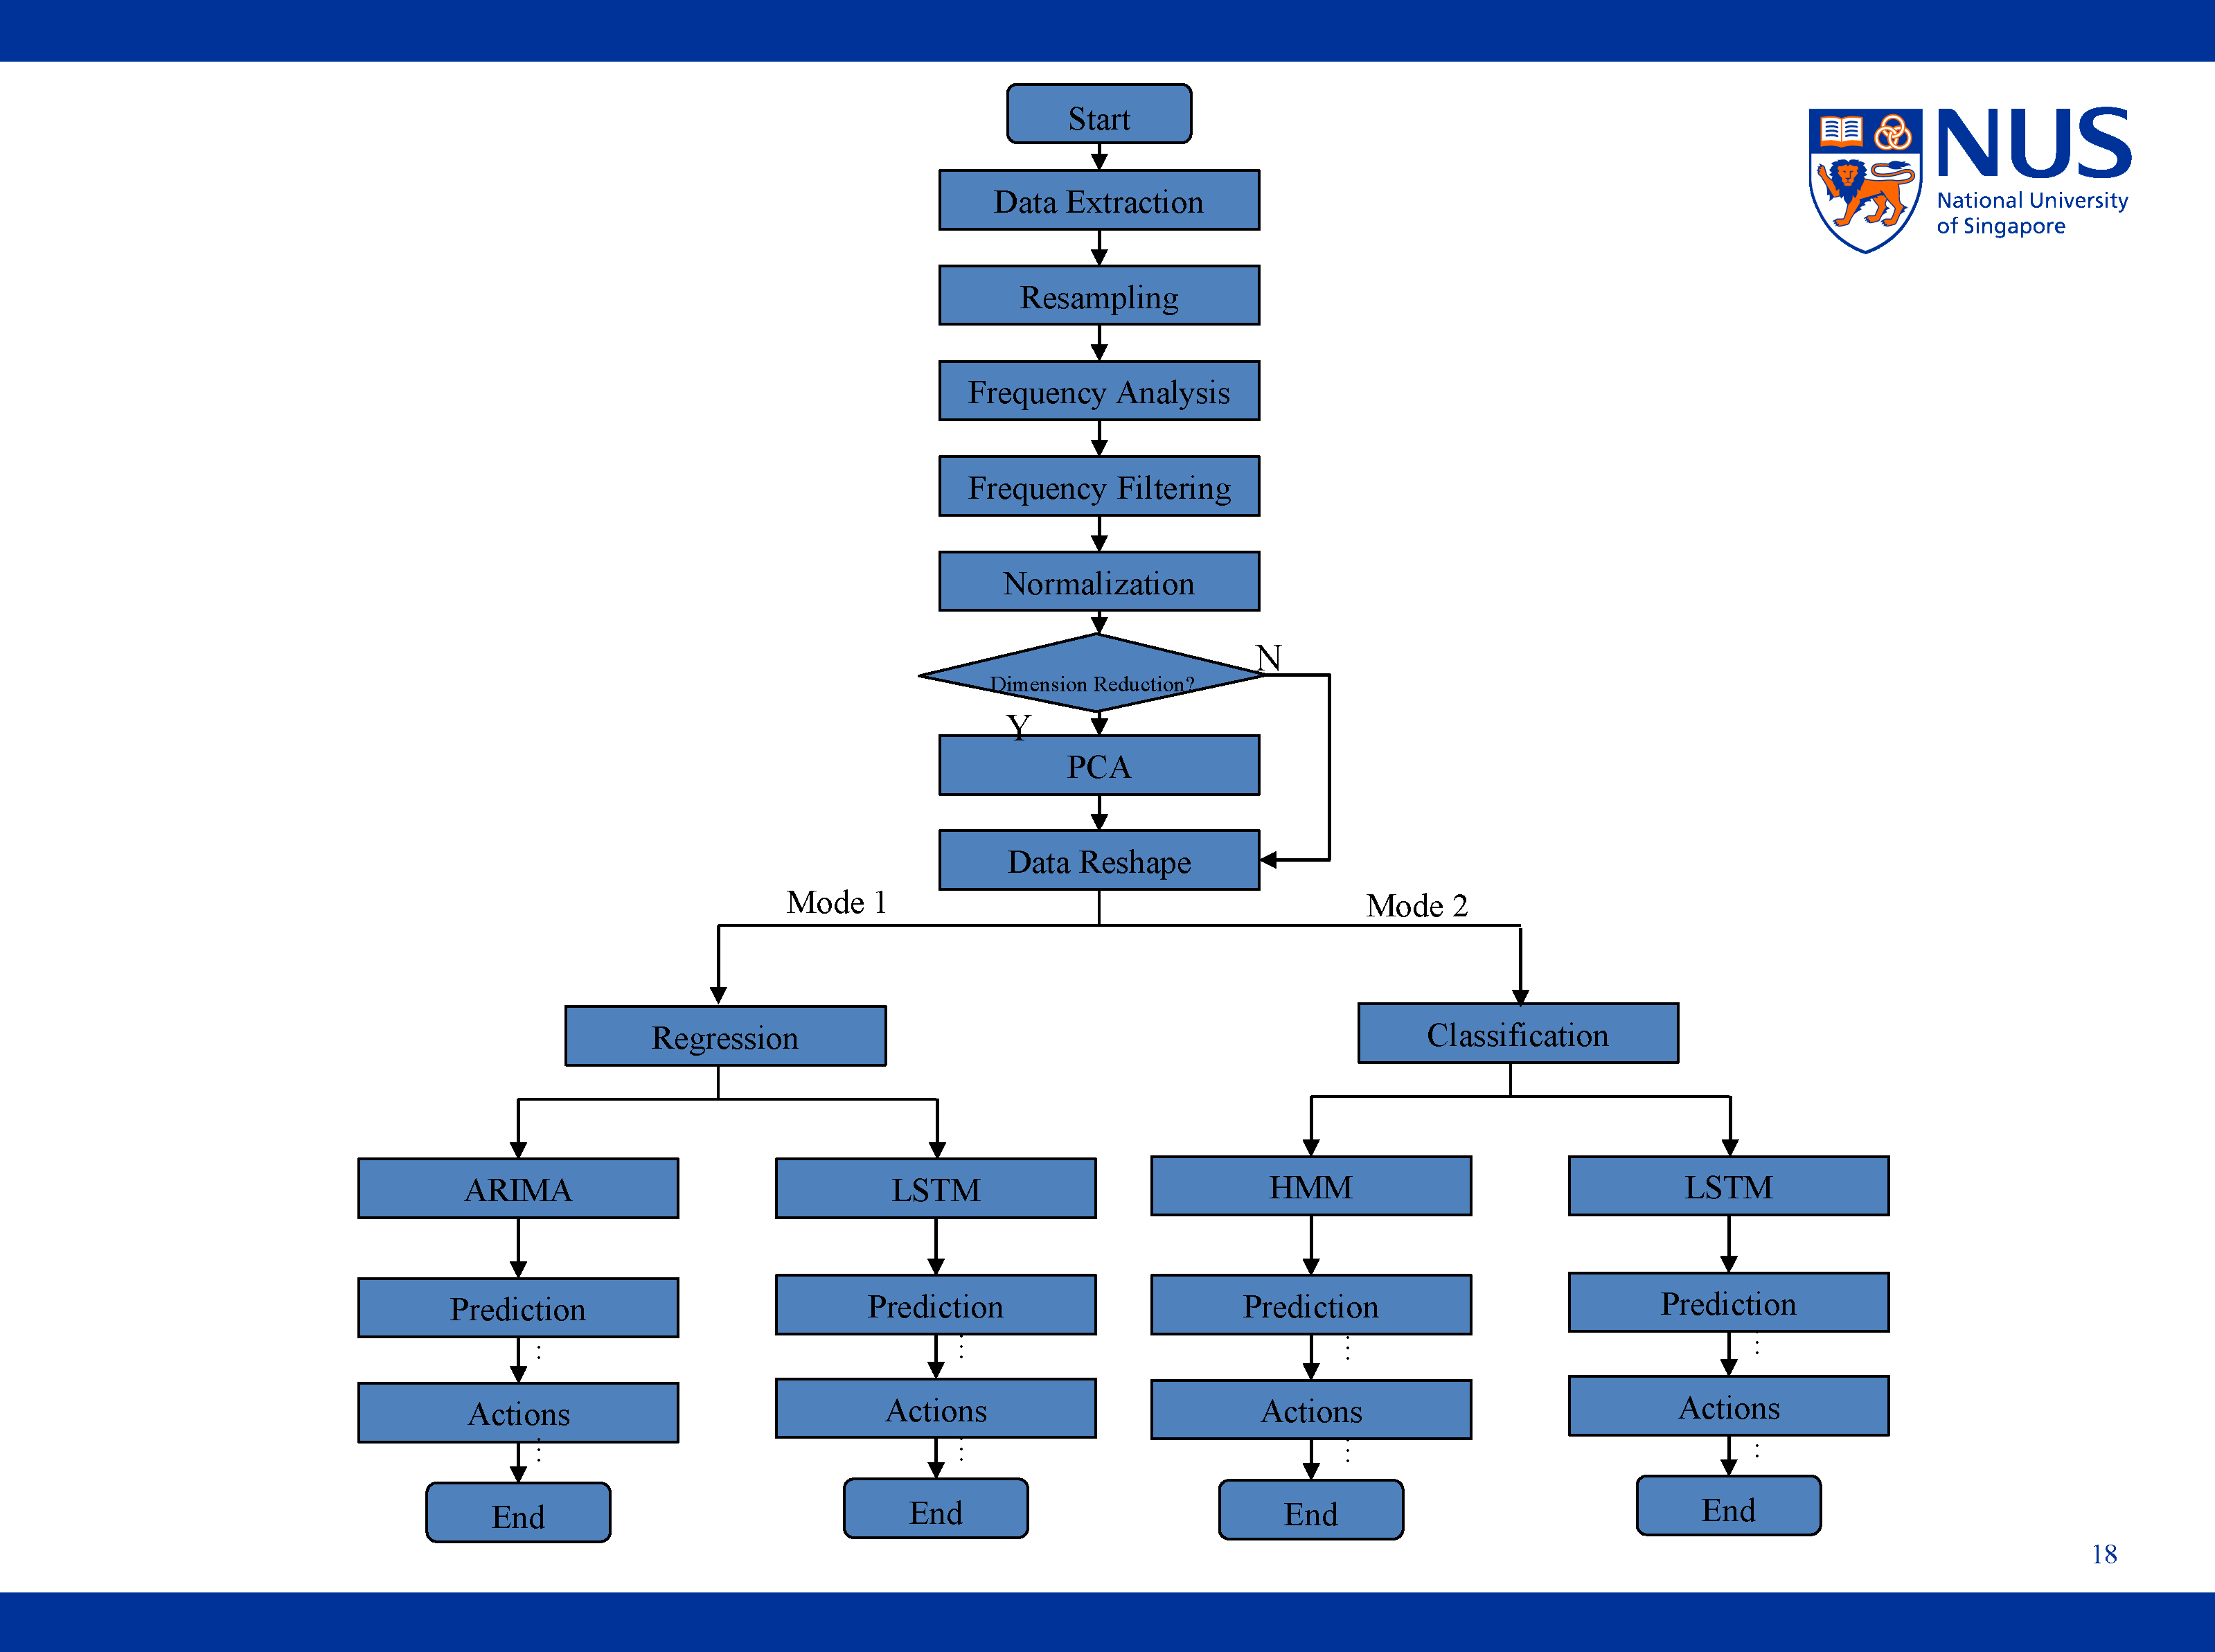 Start
NUS
National University
of Singapore
Data Extraction
Resampling
Frequency Analysis
Frequency Filtering
Normalization
N
Dimension Reduction?
Y
PCA
Data Reshape
Mode 1
Mode 2
Regression
Classification
ARIMA
LSTM
HMM
LSTM
Prediction
Prediction
Prediction
Prediction
Actions
Actions
Actions
Actions
End
End
End
End
18